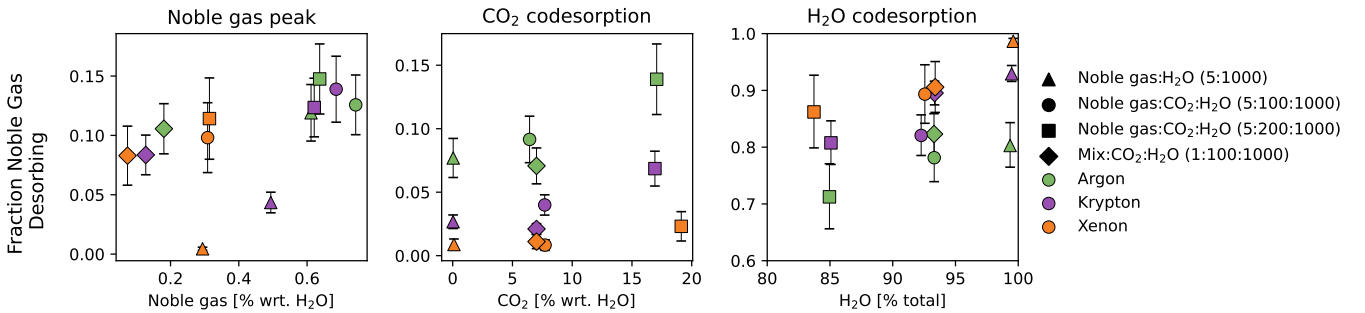 Noble gas peak
CO₂ codesorption
H₂O codesorption
Fraction Noble Gas
Desorbing
0.15
0.10
0.05
0.00
0.2 0.4 0.6
Noble gas [% wrt. H₂O]
0.15
0.10
0.05
0.00
0 5 10 15 20
CO₂ [% wrt. H₂O]
1.0
0.9
0.8
0.7
0.6
80 85 90 95 100
H₂O [% total]
Noble gas:H₂O (5:1000)
Noble gas:CO₂:H₂O (5:100:1000)
Noble gas:CO₂:H₂O (5:200:1000)
Mix:CO₂:H₂O (1:100:1000)
Argon
Krypton
Xenon